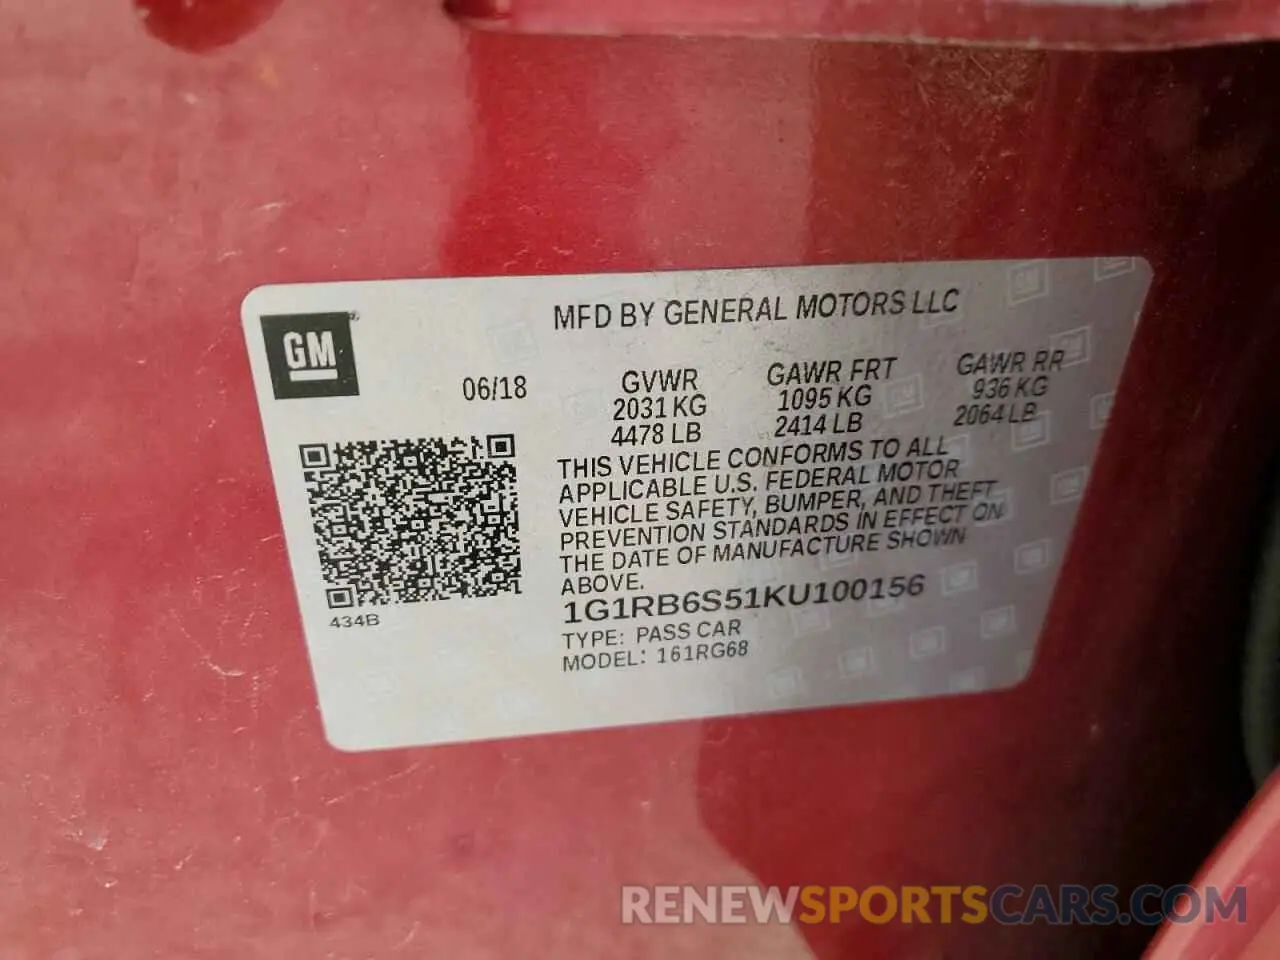 GM
MFD BY GENERAL MOTORS LLC
06/18
GVWR GAWR FRT GAWR RR
2031 KG 1095 KG 936 KG
4478 LB 2414 LB 2064 LB
THIS VEHICLE CONFORMS TO ALL
APPLICABLE U.S. FEDERAL MOTOR
VEHICLE SAFETY, BUMPER, AND THEFT
PREVENTION STANDARDS IN EFFECT ON
THE DATE OF MANUFACTURE SHOWN
ABOVE.
1G1RB6S51KU100156
434B
TYPE: PASS CAR
MODEL: 161RG68
RENEWSPORTSCARS.COM